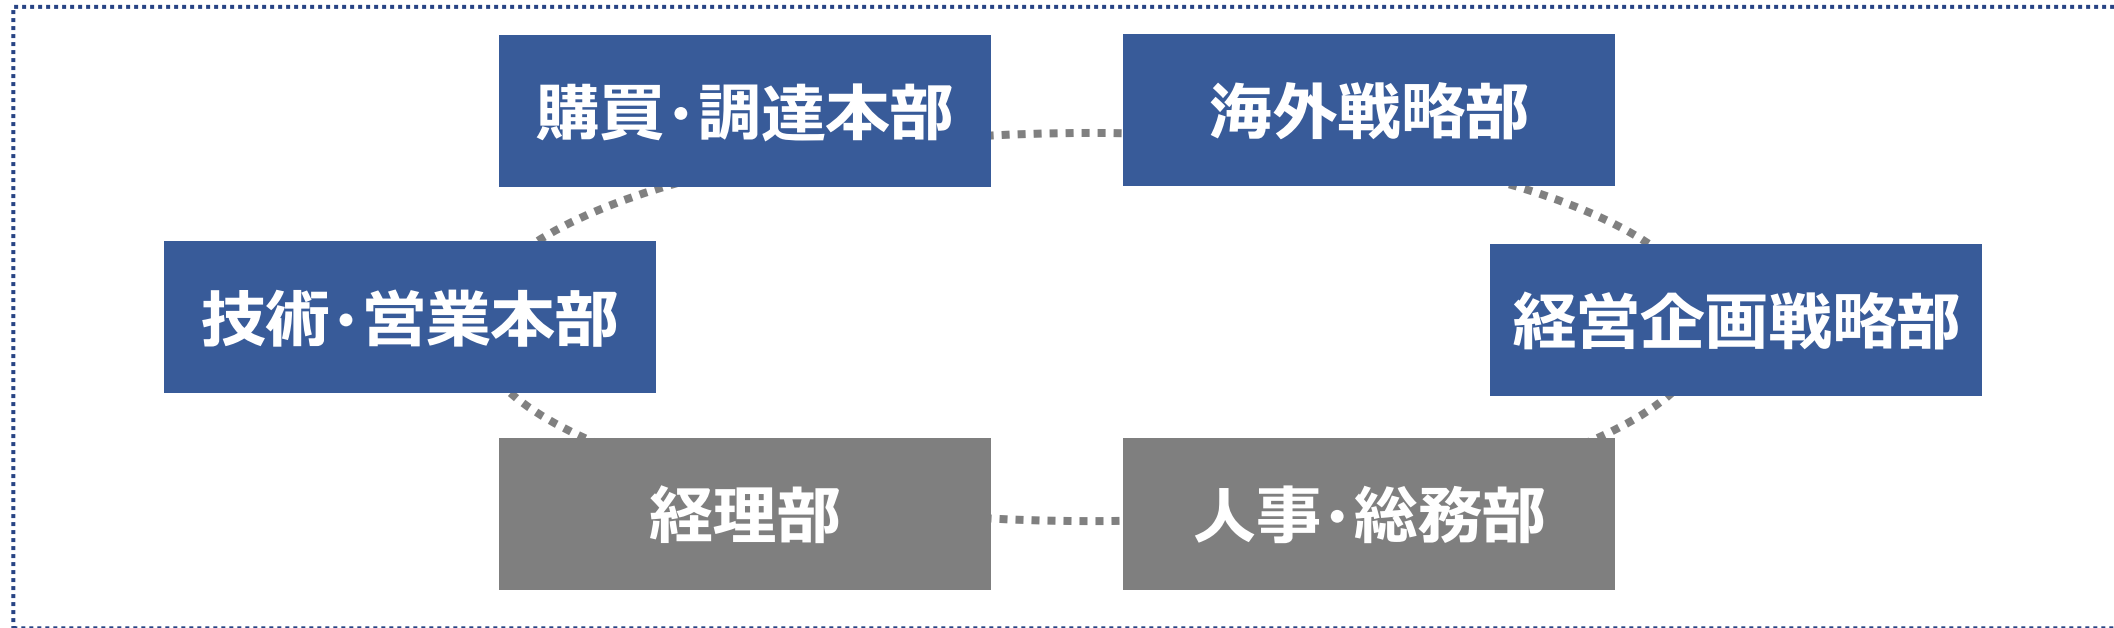 購買・調達本部
海外戦略部
技術・営業本部
経営企画戦略部
経理部
人事・総務部